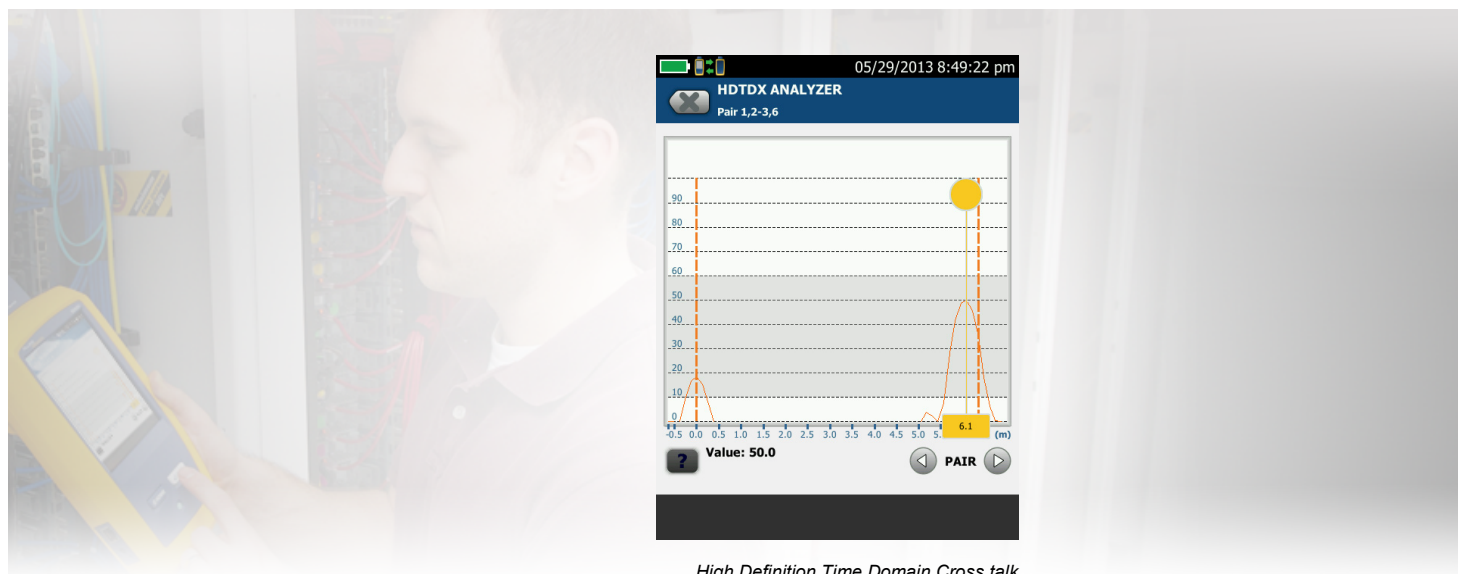 05/29/2013 8:49:22 pm
HDTDX ANALYZER
Pair 1,2-3,6
90
80
70
60
50
40
30
20
10
0
-0.5 0.0 0.5 1.0 1.5 2.0 2.5 3.0 3.5 4.0 4.5 5.0 5. 6.1 (m)
? Value: 50.0 PAIR
High Definition Time Domain Cross talk